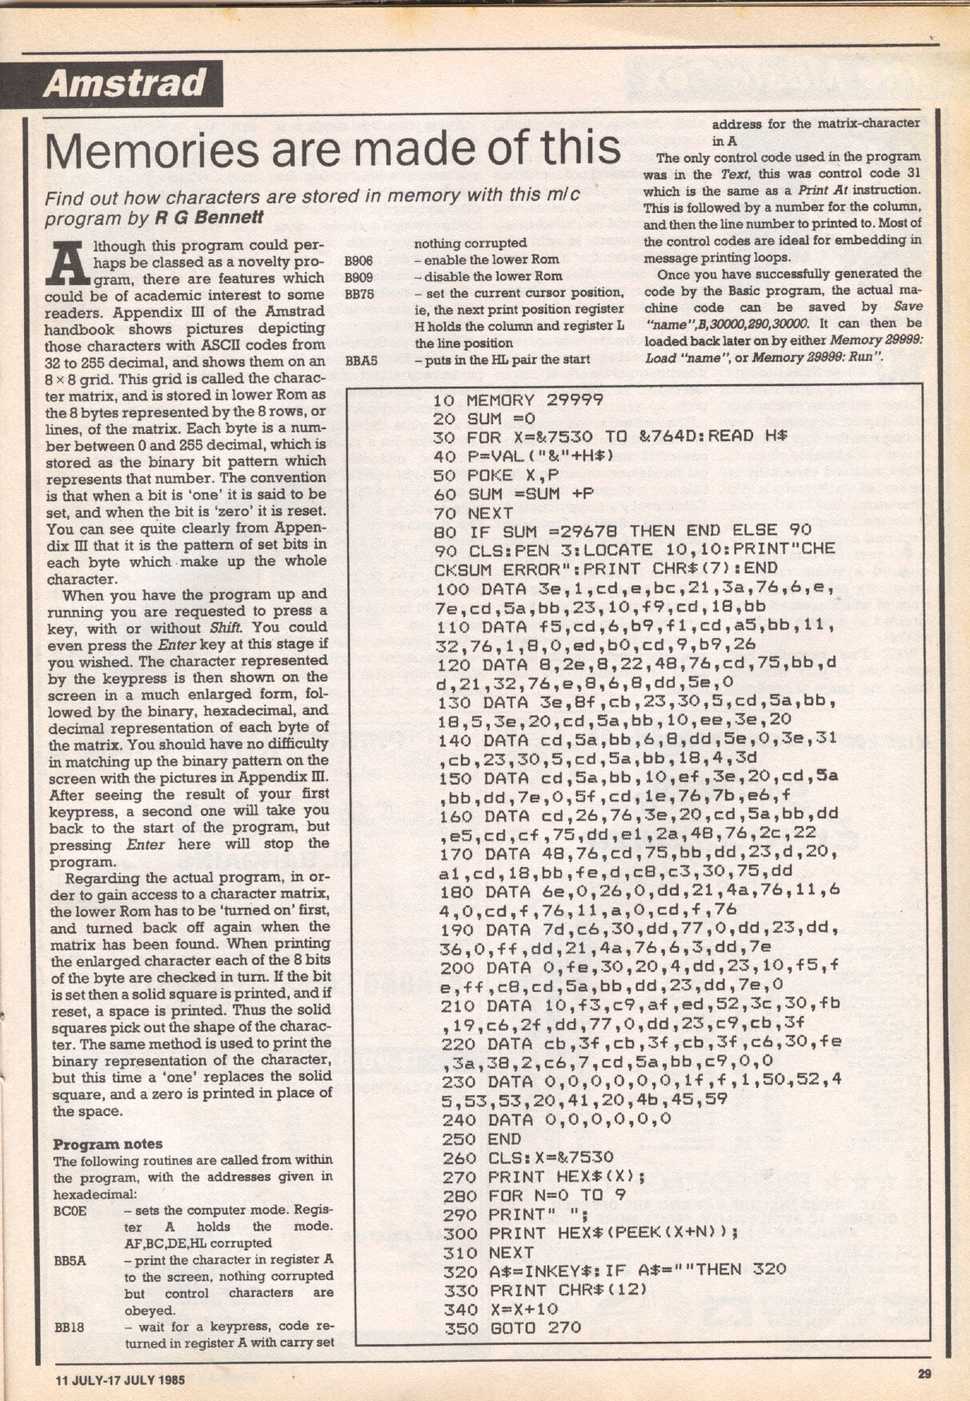 Amstrad
Memories are made of this
Find out how characters are stored in memory with this m/c
program by R G Bennett
Although this program could per-
haps be classed as a novelty pro-
gram, there are features which
could be of academic interest to some
readers. Appendix III of the Amstrad
handbook shows pictures depicting
those characters with ASCII codes from
32 to 255 decimal, and shows them on an
8 × 8 grid. This grid is called the charac-
ter matrix, and is stored in lower Rom as
the 8 bytes represented by the 8 rows, or
lines, of the matrix. Each byte is a num-
ber between 0 and 255 decimal, which is
stored as the binary bit pattern which
represents that number. The convention
is that when a bit is 'one' it is said to be
set, and when the bit is 'zero' it is reset.
You can see quite clearly from Appen-
dix III that it is the pattern of set bits in
each byte which make up the whole
character.
When you have the program up and
running you are requested to press a
key, with or without Shift. You could
even press the Enter key at this stage if
you wished. The character represented
by the keypress is then shown on the
screen in a much enlarged form, fol-
lowed by the binary, hexadecimal, and
decimal representation of each byte of
the matrix. You should have no difficulty
in matching up the binary pattern on the
screen with the pictures in Appendix III.
After seeing the result of your first
keypress, a second one will take you
back to the start of the program, but
pressing Enter here will stop the
program.
Regarding the actual program, in or-
der to gain access to a character matrix,
the lower Rom has to be 'turned on' first,
and turned back off again when the
matrix has been found. When printing
the enlarged character each of the 8 bits
of the byte are checked in turn. If the bit
is set then a solid square is printed, and if
reset, a space is printed. Thus the solid
squares pick out the shape of the charac-
ter. The same method is used to print the
binary representation of the character,
but this time a 'one' replaces the solid
square, and a zero is printed in place of
the space.
Program notes
The following routines are called from within
the program, with the addresses given in
hexadecimal:
BC0E – sets the computer mode. Regis-
ter A holds the mode.
AF,BC,DE,HL corrupted
BB5A – print the character in register A
to the screen, nothing corrupted
but control characters are
obeyed.
BB18 – wait for a keypress, code re-
turned in register A with carry set
nothing corrupted
B906 – enable the lower Rom
B909 – disable the lower Rom
BB75 – set the current cursor position,
ie, the next print position register
H holds the column and register L
the line position
BBA5 – puts in the HL pair the start
address for the matrix-character
in A
The only control code used in the program
was in the Text, this was control code 31
which is the same as a Print At instruction.
This is followed by a number for the column,
and then the line number to printed to. Most of
the control codes are ideal for embedding in
message printing loops.
Once you have successfully generated the
code by the Basic program, the actual ma-
chine code can be saved by Save
"name",B,30000,290,30000. It can then be
loaded back later on by either Memory 29999:
Load "name", or Memory 29999: Run".
10 MEMORY 29999
20 SUM =0
30 FOR X=&7530 TO &764D:READ H$
40 P=VAL("&"+H$)
50 POKE X,P
60 SUM =SUM +P
70 NEXT
80 IF SUM =29678 THEN END ELSE 90
90 CLS:PEN 3:LOCATE 10,10:PRINT"CHE
CKSUM ERROR":PRINT CHR$(7):END
100 DATA 3e,1,cd,e,bc,21,3a,76,6,e,
7e,cd,5a,bb,23,10,f9,cd,18,bb
110 DATA f5,cd,6,b9,f1,cd,a5,bb,11,
32,76,1,8,0,ed,b0,cd,9,b9,26
120 DATA 8,2e,8,22,48,76,cd,75,bb,d
d,21,32,76,e,8,6,8,dd,5e,0
130 DATA 3e,8f,cb,23,30,5,cd,5a,bb,
18,5,3e,20,cd,5a,bb,10,ee,3e,20
140 DATA cd,5a,bb,6,8,dd,5e,0,3e,31
,cb,23,30,5,cd,5a,bb,18,4,3d
150 DATA cd,5a,bb,10,ef,3e,20,cd,5a
,bb,dd,7e,0,5f,cd,1e,76,7b,e6,f
160 DATA cd,26,76,3e,20,cd,5a,bb,dd
,e5,cd,cf,75,dd,e1,2a,48,76,2c,22
170 DATA 48,76,cd,75,bb,dd,23,d,20,
a1,cd,18,bb,fe,d,c8,c3,30,75,dd
180 DATA 6e,0,26,0,dd,21,4a,76,11,6
4,0,cd,f,76,11,a,0,cd,f,76
190 DATA 7d,c6,30,dd,77,0,dd,23,dd,
36,0,ff,dd,21,4a,76,6,3,dd,7e
200 DATA 0,fe,30,20,4,dd,23,10,f5,f
e,ff,c8,cd,5a,bb,dd,23,dd,7e,0
210 DATA 10,f3,c9,af,ed,52,3c,30,fb
,19,c6,2f,dd,77,0,dd,23,c9,cb,3f
220 DATA cb,3f,cb,3f,cb,3f,c6,30,fe
,3a,38,2,c6,7,cd,5a,bb,c9,0,0
230 DATA 0,0,0,0,0,0,1f,f,1,50,52,4
5,53,53,20,41,20,4b,45,59
240 DATA 0,0,0,0,0,0
250 END
260 CLS:X=&7530
270 PRINT HEX$(X);
280 FOR N=0 TO 9
290 PRINT" ";
300 PRINT HEX$(PEEK(X+N));
310 NEXT
320 A$=INKEY$:IF A$=""THEN 320
330 PRINT CHR$(12)
340 X=X+10
350 GOTO 270
11 JULY-17 JULY 1985
29